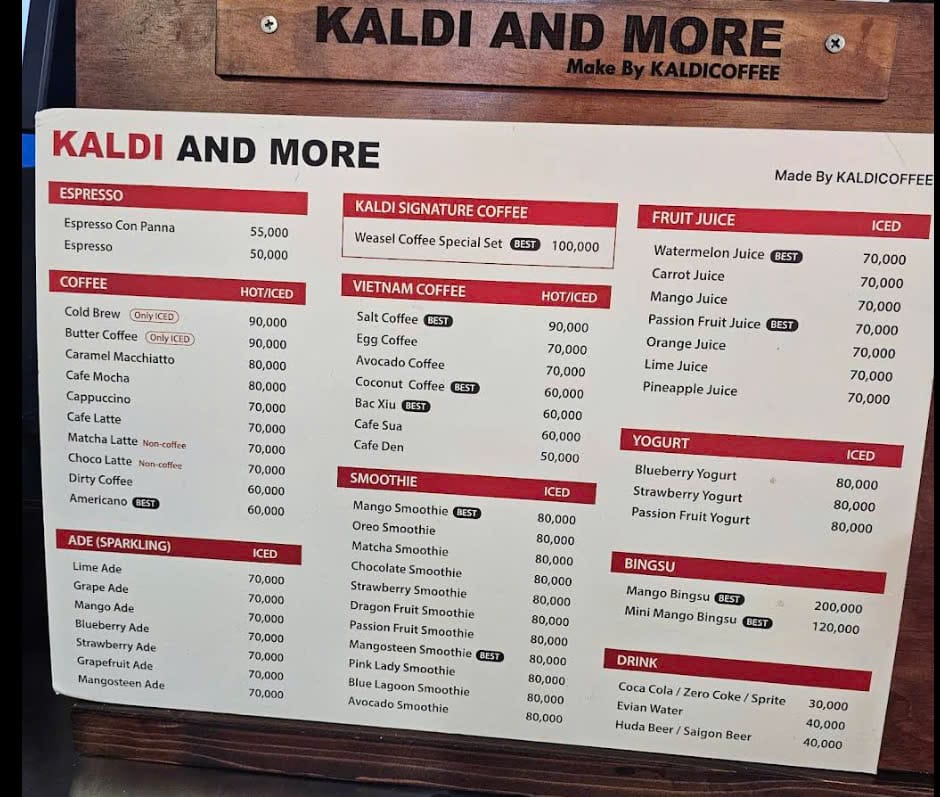 KALDI AND MORE
Make By KALDICOFFEE
KALDI AND MORE
Made By KALDICOFFEE
ESPRESSO
Espresso Con Panna 55,000
Espresso 50,000
COFFEE HOT/ICED
Cold Brew Only ICED 90,000
Butter Coffee Only ICED 90,000
Caramel Macchiatto 80,000
Cafe Mocha 80,000
Cappuccino 70,000
Cafe Latte 70,000
Matcha Latte Non-coffee 70,000
Choco Latte Non-coffee 70,000
Dirty Coffee 60,000
Americano BEST 60,000
ADE (SPARKLING) ICED
Lime Ade 70,000
Grape Ade 70,000
Mango Ade 70,000
Blueberry Ade 70,000
Strawberry Ade 70,000
Grapefruit Ade 70,000
Mangosteen Ade 70,000
KALDI SIGNATURE COFFEE
Weasel Coffee Special Set BEST 100,000
VIETNAM COFFEE HOT/ICED
Salt Coffee BEST 90,000
Egg Coffee 70,000
Avocado Coffee 70,000
Coconut Coffee BEST 60,000
Bac Xiu BEST 60,000
Cafe Sua 60,000
Cafe Den 50,000
SMOOTHIE ICED
Mango Smoothie BEST 80,000
Oreo Smoothie 80,000
Matcha Smoothie 80,000
Chocolate Smoothie 80,000
Strawberry Smoothie 80,000
Dragon Fruit Smoothie 80,000
Passion Fruit Smoothie 80,000
Mangosteen Smoothie BEST 80,000
Pink Lady Smoothie 80,000
Blue Lagoon Smoothie 80,000
Avocado Smoothie 80,000
FRUIT JUICE ICED
Watermelon Juice BEST 70,000
Carrot Juice 70,000
Mango Juice 70,000
Passion Fruit Juice BEST 70,000
Orange Juice 70,000
Lime Juice 70,000
Pineapple Juice 70,000
YOGURT ICED
Blueberry Yogurt 80,000
Strawberry Yogurt 80,000
Passion Fruit Yogurt 80,000
BINGSU
Mango Bingsu BEST 200,000
Mini Mango Bingsu BEST 120,000
DRINK
Coca Cola / Zero Coke / Sprite 30,000
Evian Water 40,000
Huda Beer / Saigon Beer 40,000